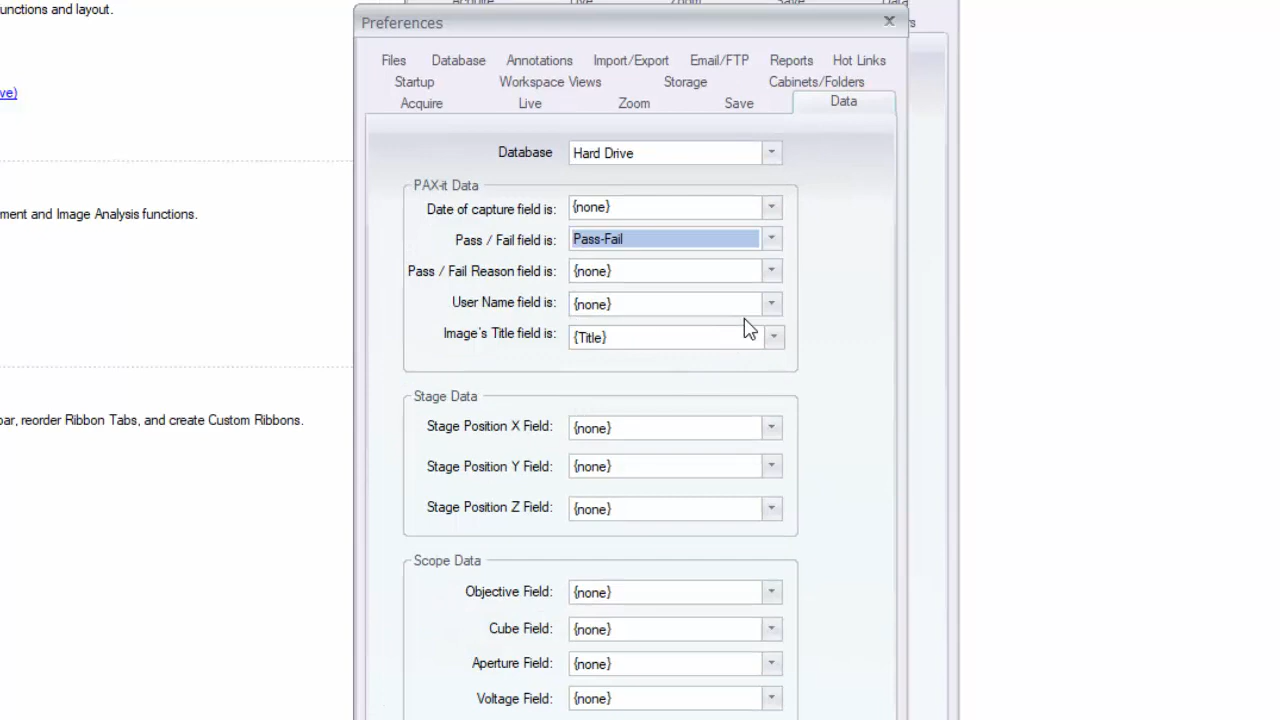 unctions and layout.
Preferences
Files Database Annotations Import/Export Email/FTP Reports Hot Links
Startup Workspace Views Storage Cabinets/Folders
ve)
Acquire Live Zoom Save Data
Database Hard Drive
PAX-it Data
Date of capture field is: {none}
ment and Image Analysis functions.
Pass / Fail field is: Pass-Fail
Pass / Fail Reason field is: {none}
User Name field is: {none}
Image's Title field is: {Title}
Stage Data
par, reorder Ribbon Tabs, and create Custom Ribbons.
Stage Position X Field: {none}
Stage Position Y Field: {none}
Stage Position Z Field: {none}
Scope Data
Objective Field: {none}
Cube Field: {none}
Aperture Field: {none}
Voltage Field: {none}